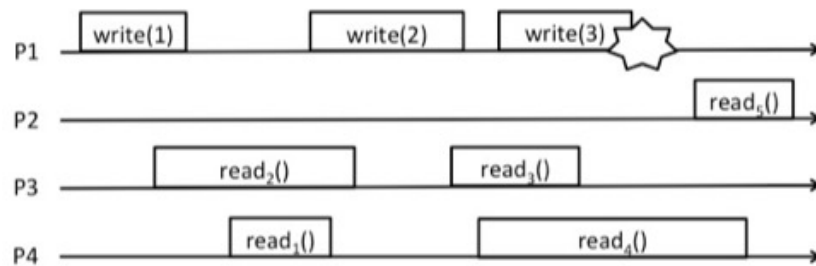 P1 write(1) write(2) write(3)
P2 read₅()
P3 read₂() read₃()
P4 read₁() read₄()